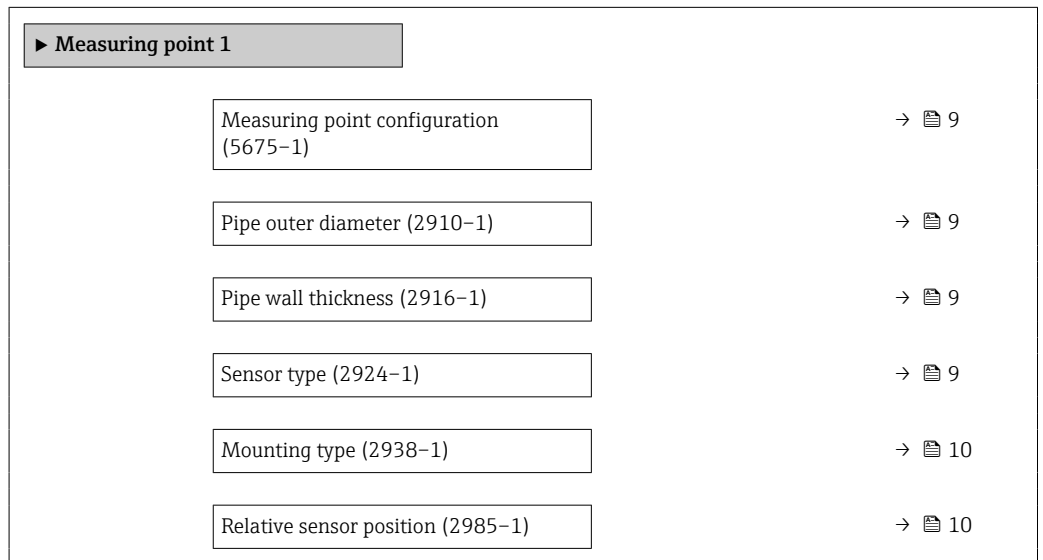 ▶ Measuring point 1
Measuring point configuration → 9
(5675–1)
Pipe outer diameter (2910–1) → 9
Pipe wall thickness (2916–1) → 9
Sensor type (2924–1) → 9
Mounting type (2938–1) → 10
Relative sensor position (2985–1) → 10